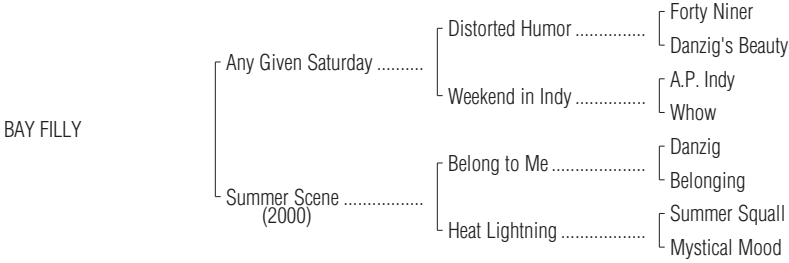 Forty Niner
Distorted Humor ...............
Danzig's Beauty
Any Given Saturday ..........
A.P. Indy
Weekend in Indy ...............
Whow
BAY FILLY
Danzig
Belong to Me ....................
Belonging
Summer Scene .................
(2000)
Summer Squall
Heat Lightning ..................
Mystical Mood